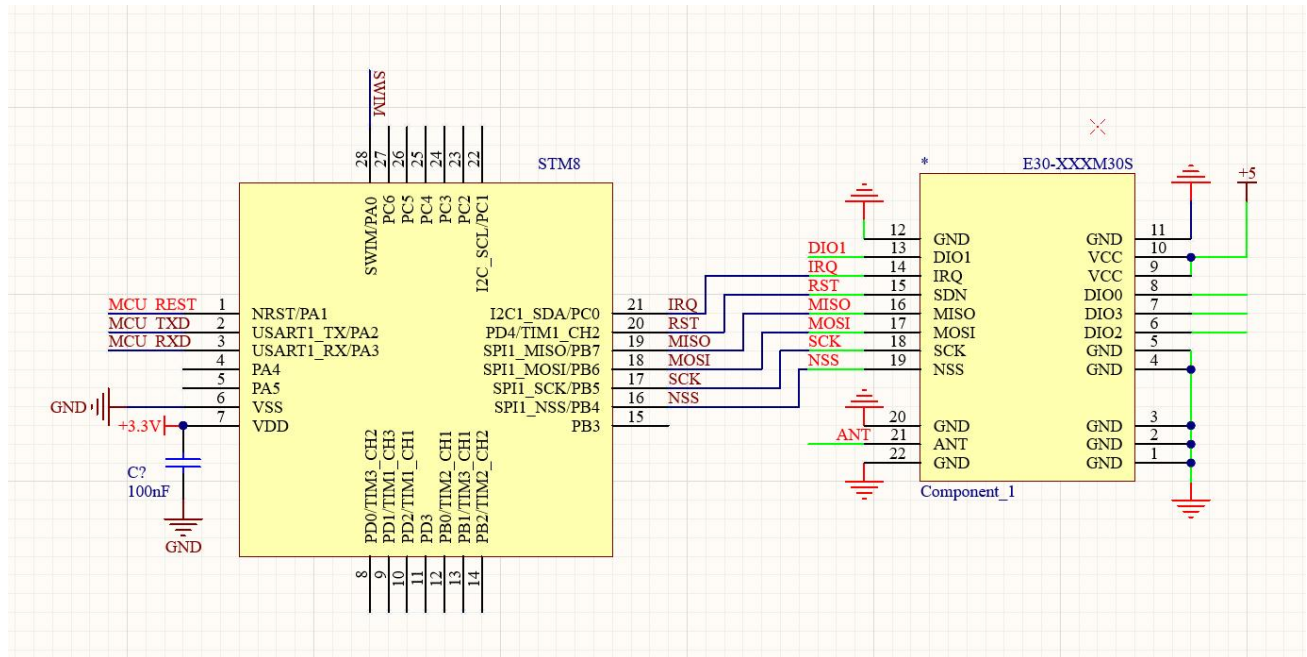 SWIM
28
27
26
25
24
23
22
STM8
SWIM/PA0
PC6
PC5
PC4
PC3
PC2
I2C_SCL/PC1
MCU_REST 1 NRST/PA1
MCU_TXD 2 USART1_TX/PA2
MCU_RXD 3 USART1_RX/PA3
4 PA4
5 PA5
GND 6 VSS
+3.3V 7 VDD
C?
100nF
GND
I2C1_SDA/PC0 21 IRQ
PD4/TIM1_CH2 20 RST
SPI1_MISO/PB7 19 MISO
SPI1_MOSI/PB6 18 MOSI
SPI1_SCK/PB5 17 SCK
SPI1_NSS/PB4 16 NSS
PB3 15
PD0/TIM3_CH2
PD1/TIM1_CH3
PD2/TIM1_CH1
PD3
PB0/TIM2_CH1
PB1/TIM3_CH1
PB2/TIM2_CH2
8
9
10
11
12
13
14
*
E30-XXXM30S
+5
12 GND
DIO1 13 DIO1
IRQ 14 IRQ
RST 15 SDN
MISO 16 MISO
MOSI 17 MOSI
SCK 18 SCK
NSS 19 NSS
20 GND
ANT 21 ANT
22 GND
GND 11
VCC 10
VCC 9
DIO0 8
DIO3 7
DIO2 6
GND 5
GND 4
GND 3
GND 2
GND 1
Component_1